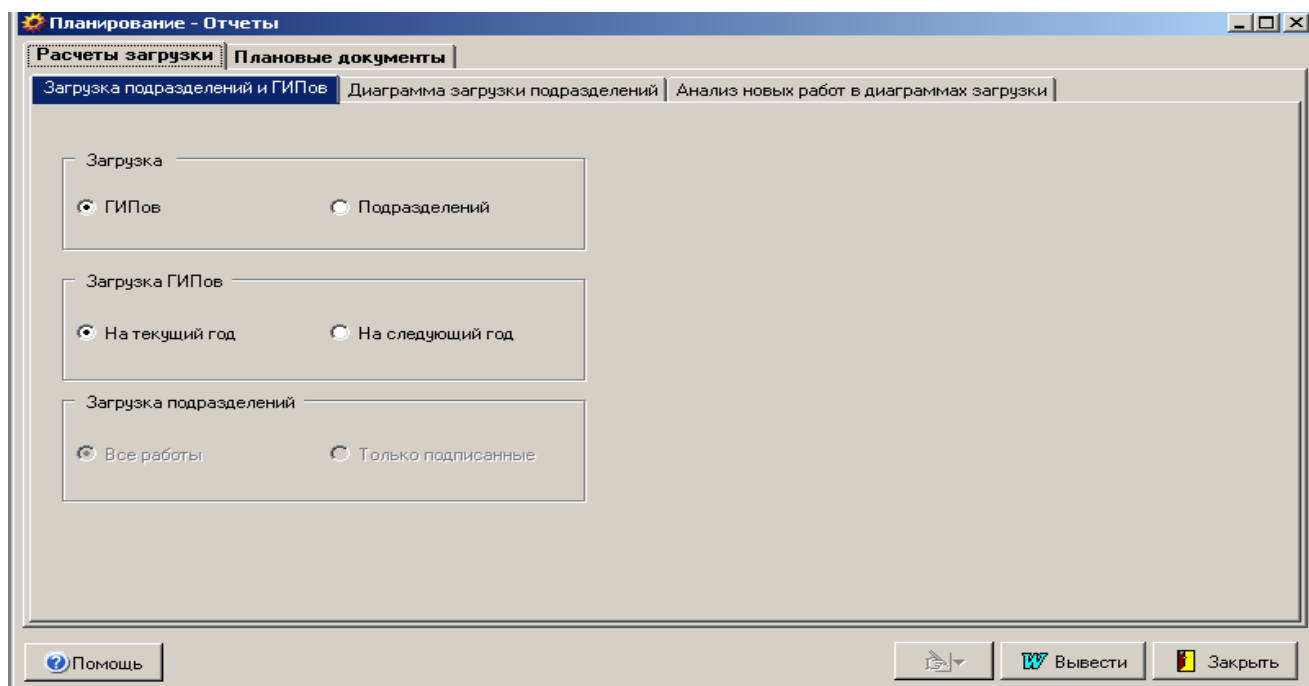 Планирование - Отчеты
Расчеты загрузки Плановые документы
Загрузка подразделений и ГИПов Диаграмма загрузки подразделений Анализ новых работ в диаграммах загрузки
Загрузка
ГИПов Подразделений
Загрузка ГИПов
На текущий год На следующий год
Загрузка подразделений
Все работы Только подписанные
Помощь Вывести Закрыть